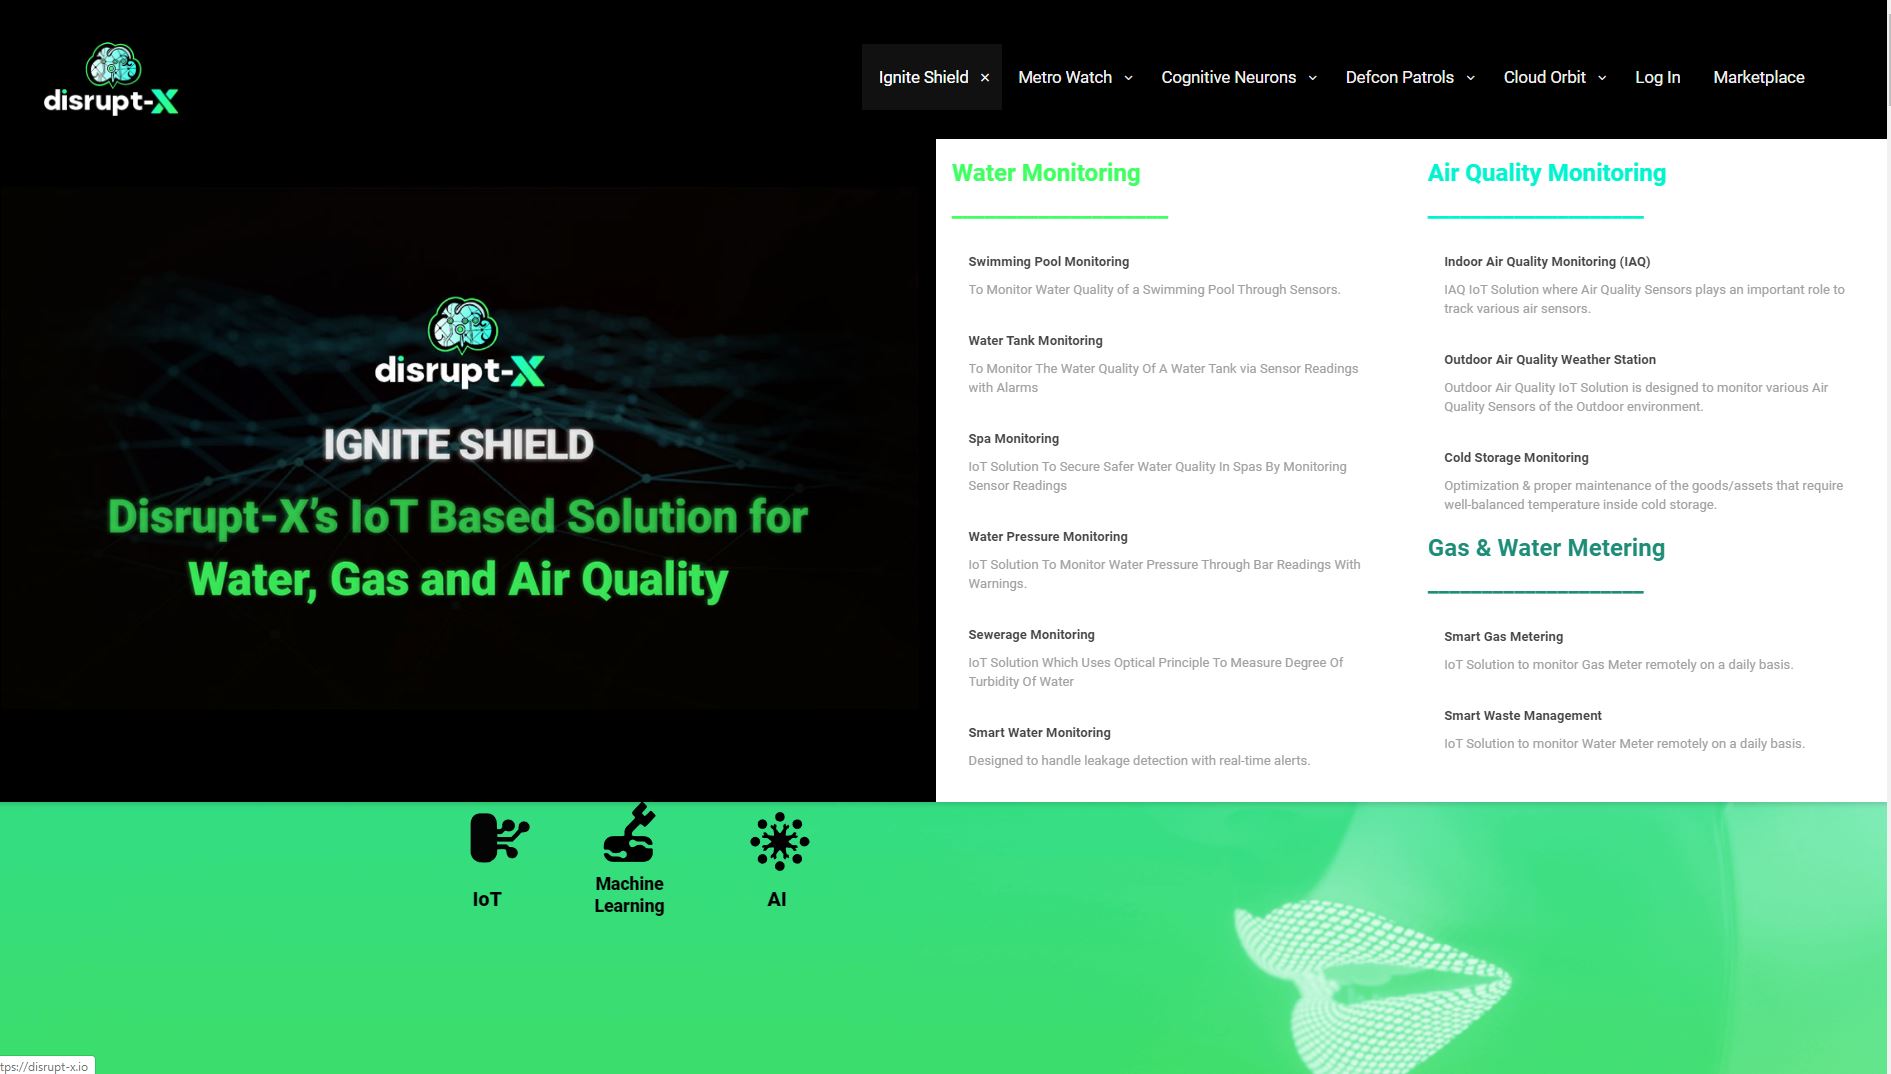 disrupt-X
Ignite Shield
Metro Watch
Cognitive Neurons
Defcon Patrols
Cloud Orbit
Log In
Marketplace
disrupt-X
IGNITE SHIELD
Disrupt-X’s IoT Based Solution for
Water, Gas and Air Quality
Water Monitoring
Swimming Pool Monitoring
To Monitor Water Quality of a Swimming Pool Through Sensors.
Water Tank Monitoring
To Monitor The Water Quality Of A Water Tank via Sensor Readings
with Alarms
Spa Monitoring
IoT Solution To Secure Safer Water Quality In Spas By Monitoring
Sensor Readings
Water Pressure Monitoring
IoT Solution To Monitor Water Pressure Through Bar Readings With
Warnings.
Sewerage Monitoring
IoT Solution Which Uses Optical Principle To Measure Degree Of
Turbidity Of Water
Smart Water Monitoring
Designed to handle leakage detection with real-time alerts.
Air Quality Monitoring
Indoor Air Quality Monitoring (IAQ)
IAQ IoT Solution where Air Quality Sensors plays an important role to
track various air sensors.
Outdoor Air Quality Weather Station
Outdoor Air Quality IoT Solution is designed to monitor various Air
Quality Sensors of the Outdoor environment.
Cold Storage Monitoring
Optimization & proper maintenance of the goods/assets that require
well-balanced temperature inside cold storage.
Gas & Water Metering
Smart Gas Metering
IoT Solution to monitor Gas Meter remotely on a daily basis.
Smart Waste Management
IoT Solution to monitor Water Meter remotely on a daily basis.
IoT
Machine
Learning
AI
tps://disrupt-x.io